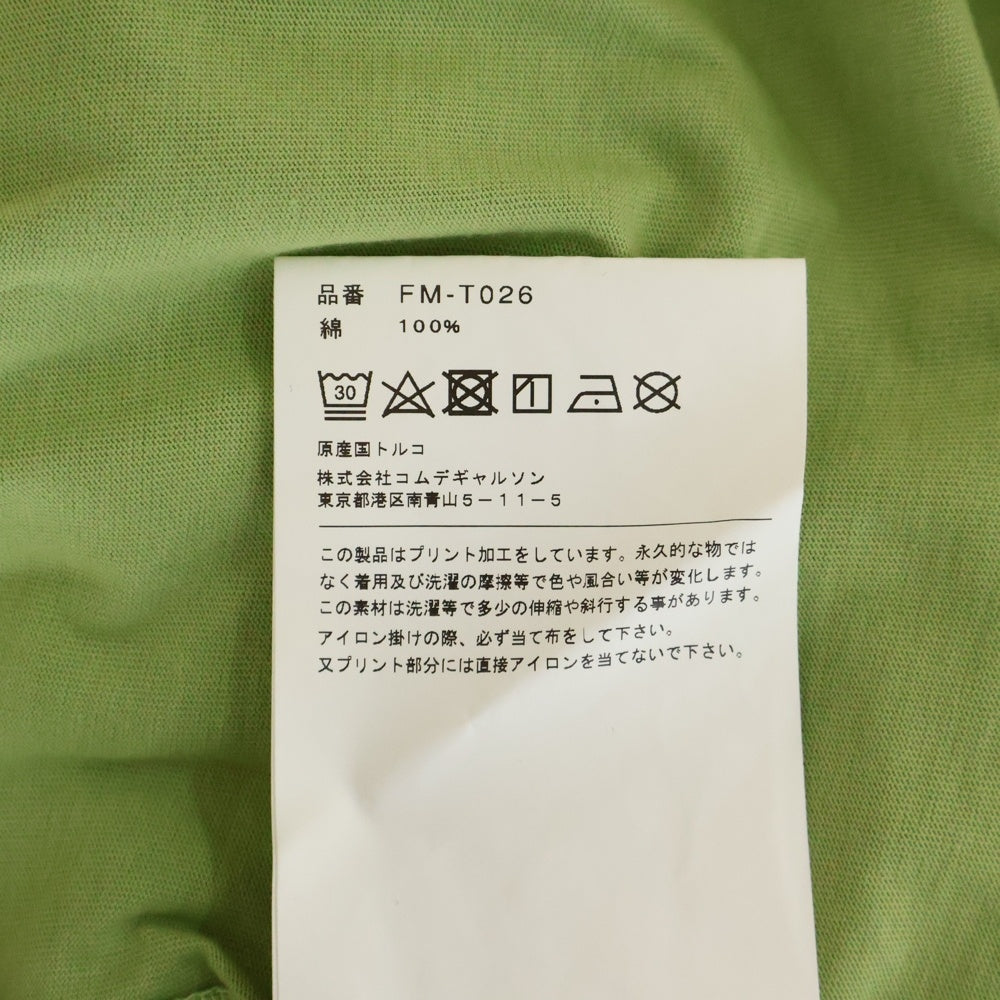 品番 FM-T026
綿 100%
30
原産国トルコ
株式会社コムデギャルソン
東京都港区南青山5-11-5
この製品はプリント加工をしています。永久的な物では
なく着用及び洗濯の摩擦等で色や風合い等が変化します。
この素材は洗濯等で多少の伸縮や斜行する事があります。
アイロン掛けの際、必ず当て布をして下さい。
又プリント部分には直接アイロンを当てないで下さい。